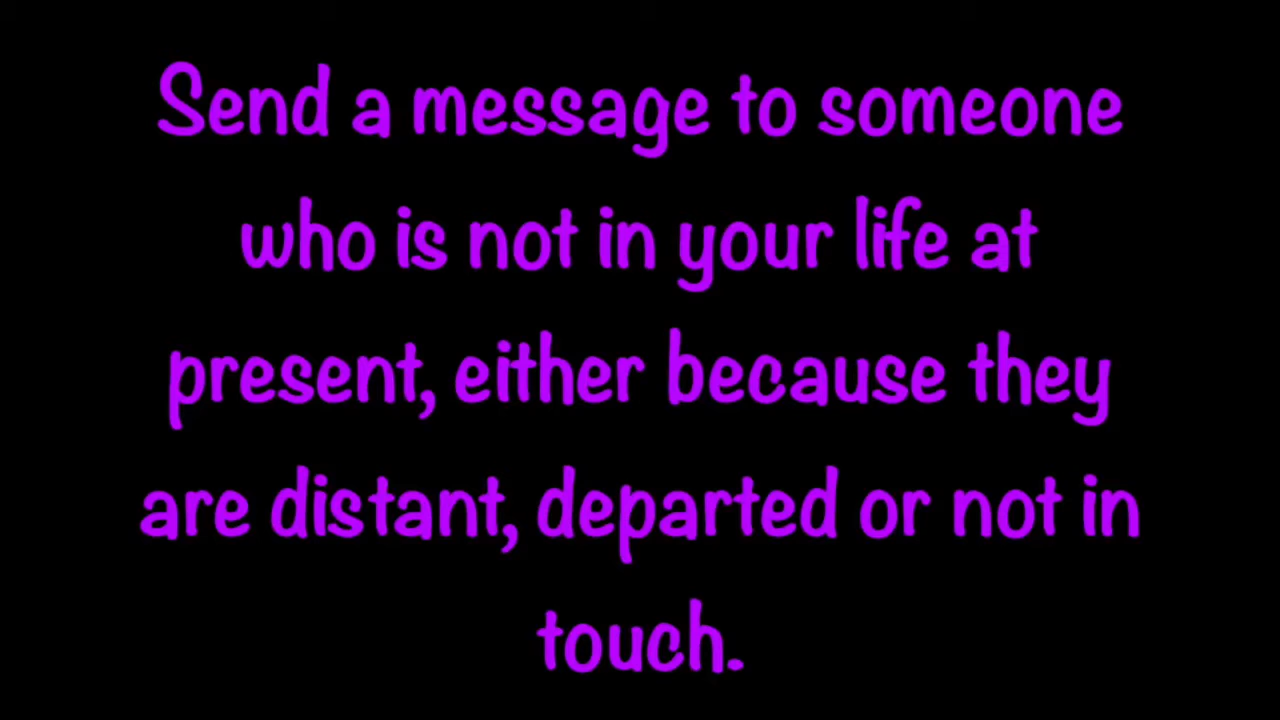 Send a message to someone
who is not in your life at
present, either because they
are distant, departed or not in
touch.